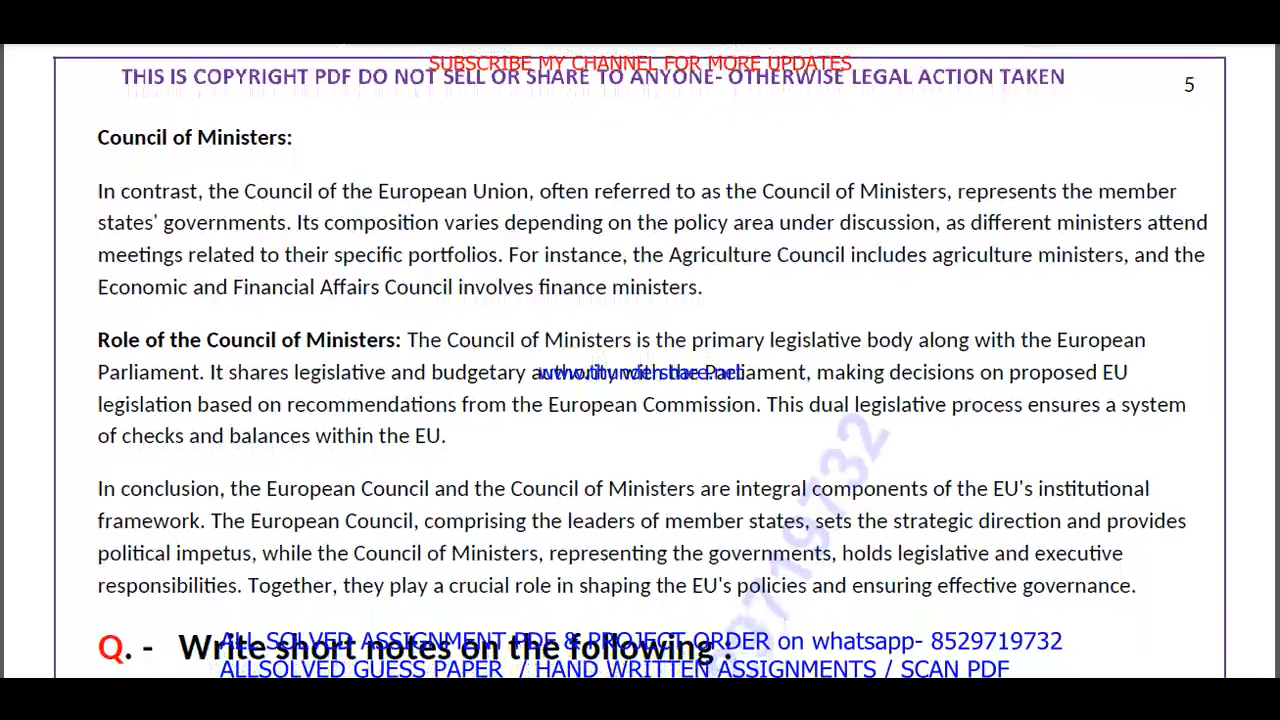 SUBSCRIBE MY CHANNEL FOR MORE UPDATES
THIS IS COPYRIGHT PDF DO NOT SELL OR SHARE TO ANYONE- OTHERWISE LEGAL ACTION TAKEN
5
Council of Ministers:
In contrast, the Council of the European Union, often referred to as the Council of Ministers, represents the member
states' governments. Its composition varies depending on the policy area under discussion, as different ministers attend
meetings related to their specific portfolios. For instance, the Agriculture Council includes agriculture ministers, and the
Economic and Financial Affairs Council involves finance ministers.
Role of the Council of Ministers: The Council of Ministers is the primary legislative body along with the European
Parliament. It shares legislative and budgetary authority with the Parliament, making decisions on proposed EU
legislation based on recommendations from the European Commission. This dual legislative process ensures a system
of checks and balances within the EU.
In conclusion, the European Council and the Council of Ministers are integral components of the EU's institutional
framework. The European Council, comprising the leaders of member states, sets the strategic direction and provides
political impetus, while the Council of Ministers, representing the governments, holds legislative and executive
responsibilities. Together, they play a crucial role in shaping the EU's policies and ensuring effective governance.
Q. - Write short notes on the following :
ALL SOLVED ASSIGNMENT PDF & PROJECT ORDER on whatsapp- 8529719732
ALLSOLVED GUESS PAPER / HAND WRITTEN ASSIGNMENTS / SCAN PDF
9719732